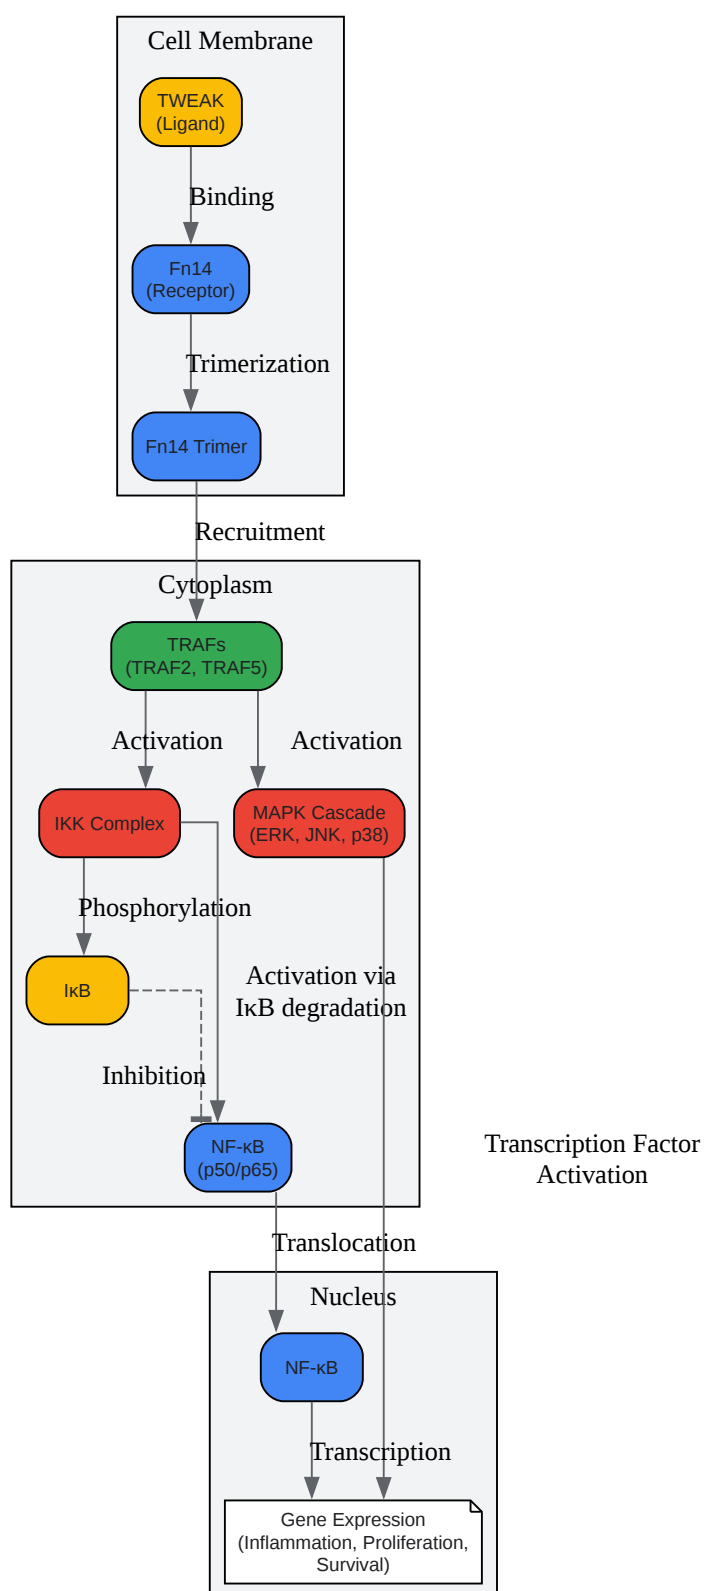 Cell Membrane
TWEAK
(Ligand)
Binding
Fn14
(Receptor)
Trimerization
Fn14 Trimer
Recruitment
Cytoplasm
TRAFs
(TRAF2, TRAF5)
Activation
Activation
IKK Complex
MAPK Cascade
(ERK, JNK, p38)
Phosphorylation
IκB
Activation via
IκB degradation
Inhibition
NF-κB
(p50/p65)
Transcription Factor
Activation
Translocation
Nucleus
NF-κB
Transcription
Gene Expression
(Inflammation, Proliferation,
Survival)